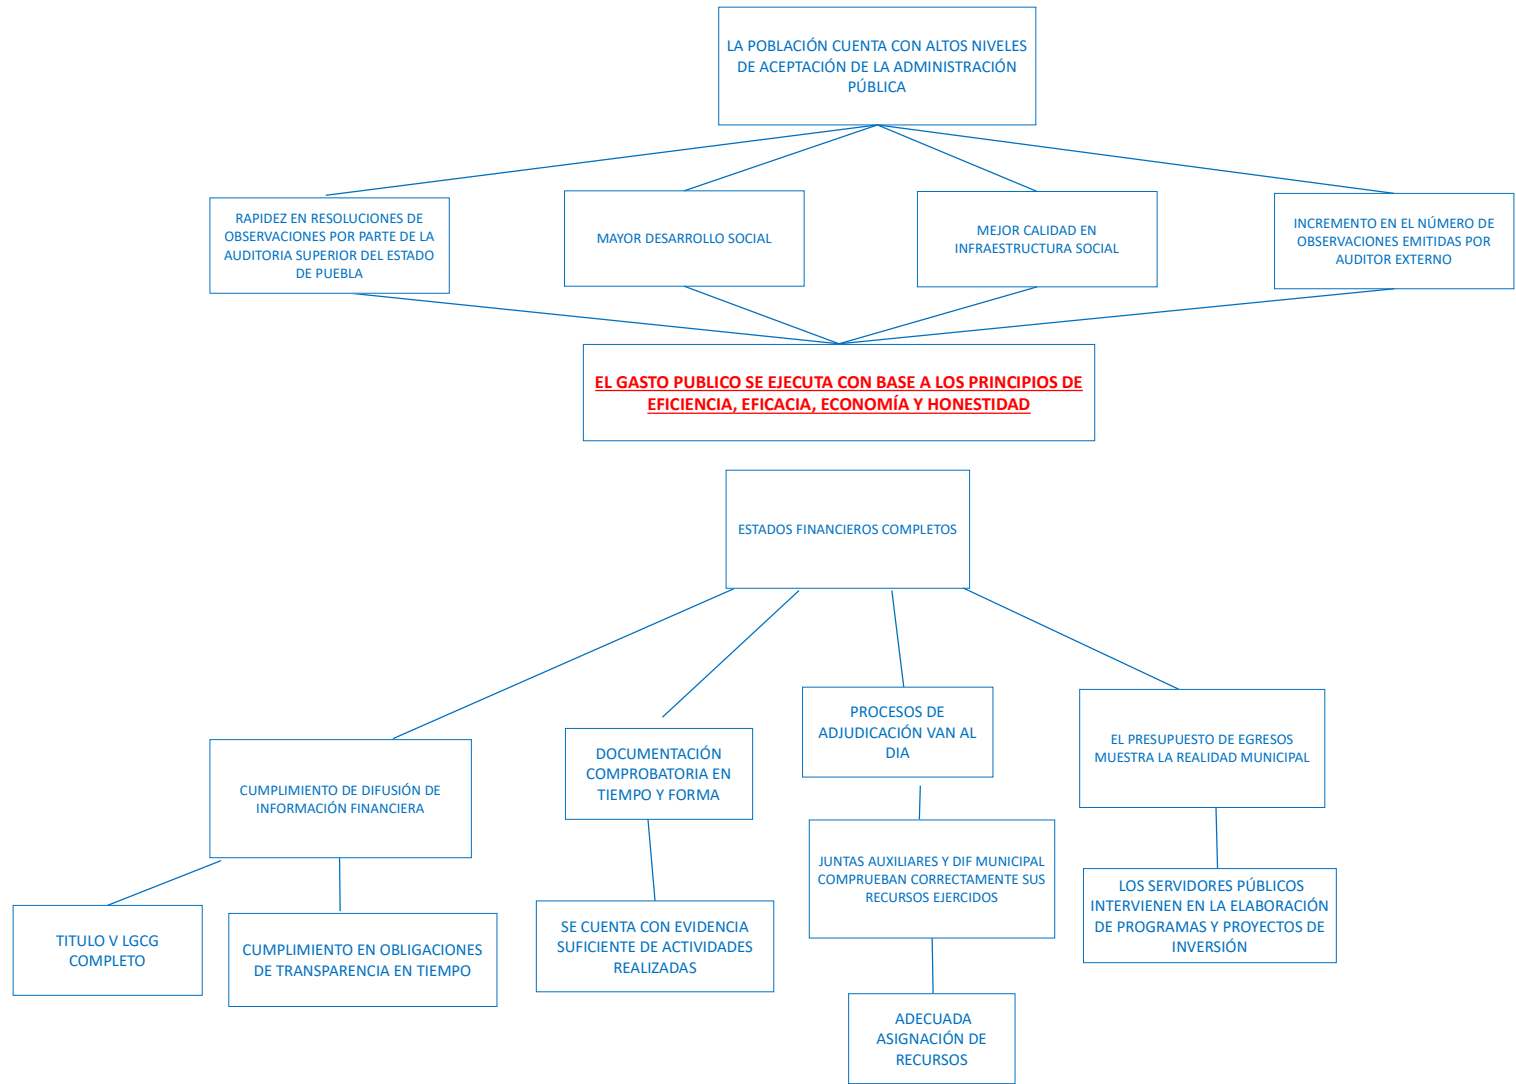 LA POBLACIÓN CUENTA CON ALTOS NIVELES
DE ACEPTACIÓN DE LA ADMINISTRACIÓN
PÚBLICA
RAPIDEZ EN RESOLUCIONES DE
OBSERVACIONES POR PARTE DE LA
AUDITORIA SUPERIOR DEL ESTADO
DE PUEBLA
MAYOR DESARROLLO SOCIAL
MEJOR CALIDAD EN
INFRAESTRUCTURA SOCIAL
INCREMENTO EN EL NÚMERO DE
OBSERVACIONES EMITIDAS POR
AUDITOR EXTERNO
EL GASTO PUBLICO SE EJECUTA CON BASE A LOS PRINCIPIOS DE
EFICIENCIA, EFICACIA, ECONOMÍA Y HONESTIDAD
ESTADOS FINANCIEROS COMPLETOS
CUMPLIMIENTO DE DIFUSIÓN DE
INFORMACIÓN FINANCIERA
DOCUMENTACIÓN
COMPROBATORIA EN
TIEMPO Y FORMA
PROCESOS DE
ADJUDICACIÓN VAN AL
DIA
EL PRESUPUESTO DE EGRESOS
MUESTRA LA REALIDAD MUNICIPAL
TITULO V LGCG
COMPLETO
CUMPLIMIENTO EN OBLIGACIONES
DE TRANSPARENCIA EN TIEMPO
SE CUENTA CON EVIDENCIA
SUFICIENTE DE ACTIVIDADES
REALIZADAS
JUNTAS AUXILIARES Y DIF MUNICIPAL
COMPRUEBAN CORRECTAMENTE SUS
RECURSOS EJERCIDOS
LOS SERVIDORES PÚBLICOS
INTERVIENEN EN LA ELABORACIÓN
DE PROGRAMAS Y PROYECTOS DE
INVERSIÓN
ADECUADA
ASIGNACIÓN DE
RECURSOS